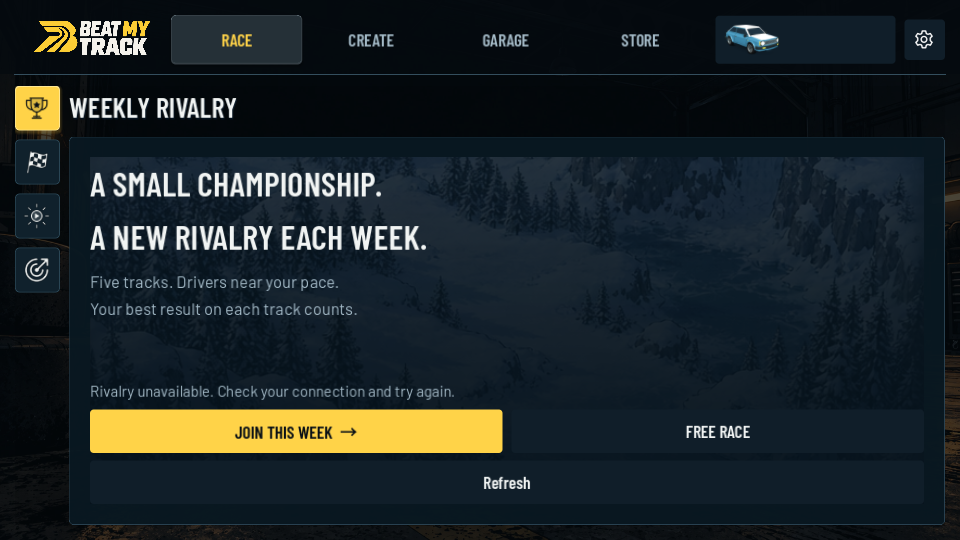 BEAT MY
TRACK
RACE
CREATE
GARAGE
STORE
WEEKLY RIVALRY
A SMALL CHAMPIONSHIP.
A NEW RIVALRY EACH WEEK.
Five tracks. Drivers near your pace.
Your best result on each track counts.
Rivalry unavailable. Check your connection and try again.
JOIN THIS WEEK →
FREE RACE
Refresh